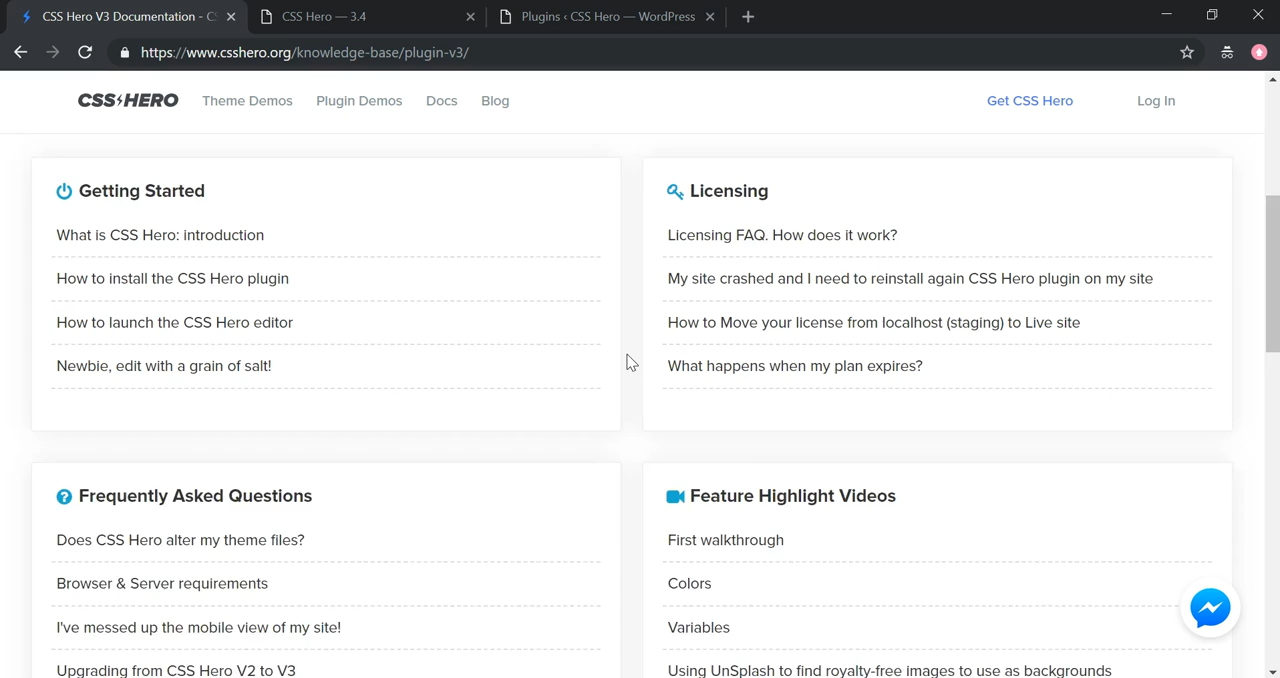 CSS Hero V3 Documentation - CS
CSS Hero — 3.4
Plugins ‹ CSS Hero — WordPress
https://www.csshero.org/knowledge-base/plugin-v3/
CSS HERO
Theme Demos
Plugin Demos
Docs
Blog
Get CSS Hero
Log In
Getting Started
What is CSS Hero: introduction
How to install the CSS Hero plugin
How to launch the CSS Hero editor
Newbie, edit with a grain of salt!
Licensing
Licensing FAQ. How does it work?
My site crashed and I need to reinstall again CSS Hero plugin on my site
How to Move your license from localhost (staging) to Live site
What happens when my plan expires?
Frequently Asked Questions
Does CSS Hero alter my theme files?
Browser & Server requirements
I've messed up the mobile view of my site!
Upgrading from CSS Hero V2 to V3
Feature Highlight Videos
First walkthrough
Colors
Variables
Using UnSplash to find royalty-free images to use as backgrounds